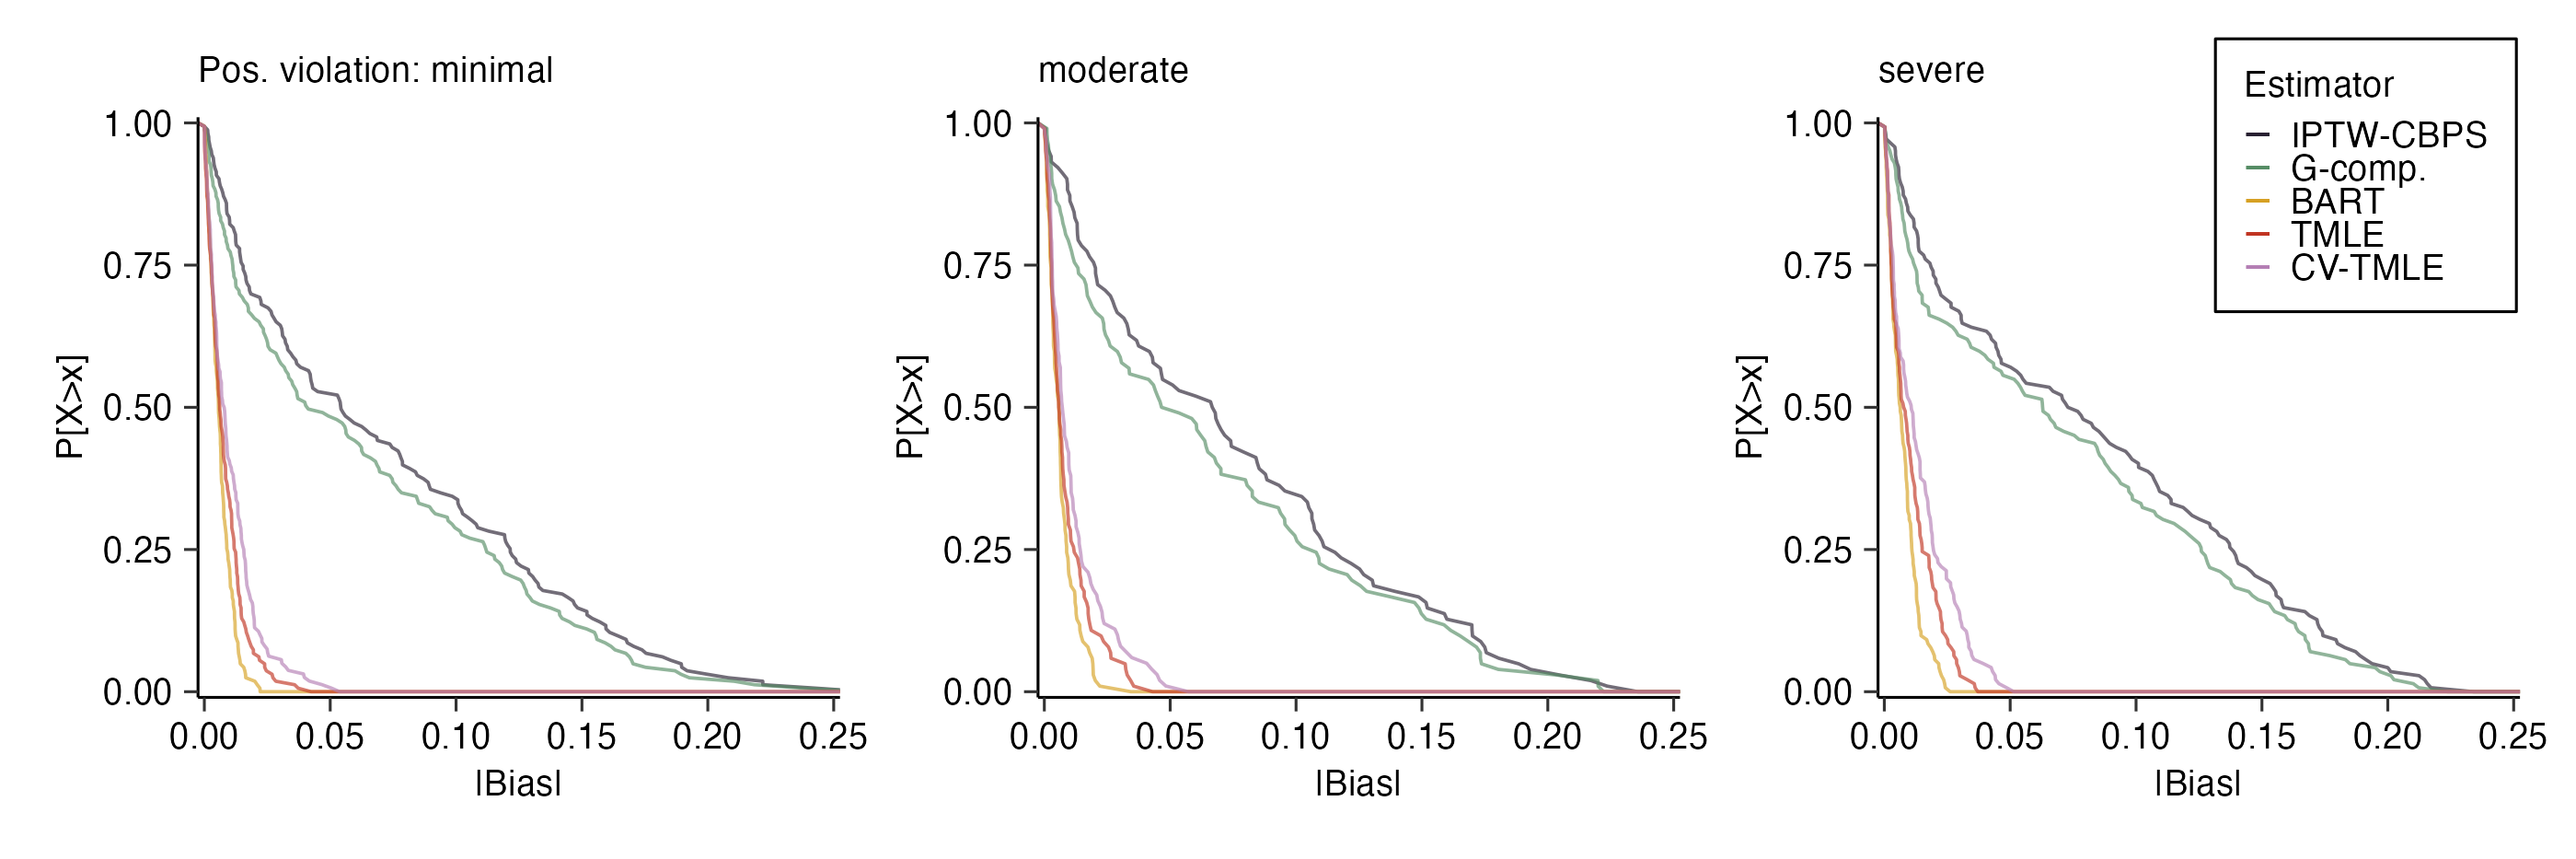 Pos. violation: minimal
1.00
0.75
0.50
0.25
0.00
P[X>x]
0.00 0.05 0.10 0.15 0.20 0.25
|Bias|
moderate
1.00
0.75
0.50
0.25
0.00
P[X>x]
0.00 0.05 0.10 0.15 0.20 0.25
|Bias|
severe
1.00
0.75
0.50
0.25
0.00
P[X>x]
0.00 0.05 0.10 0.15 0.20 0.25
|Bias|
Estimator
IPTW-CBPS
G-comp.
BART
TMLE
CV-TMLE